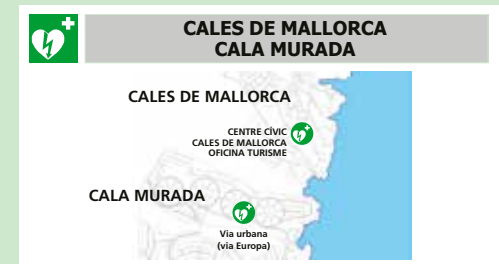 CALES DE MALLORCA
CALA MURADA
CALES DE MALLORCA
CENTRE CÍVIC
CALES DE MALLORCA
OFICINA TURISME
CALA MURADA
Via urbana
(via Europa)